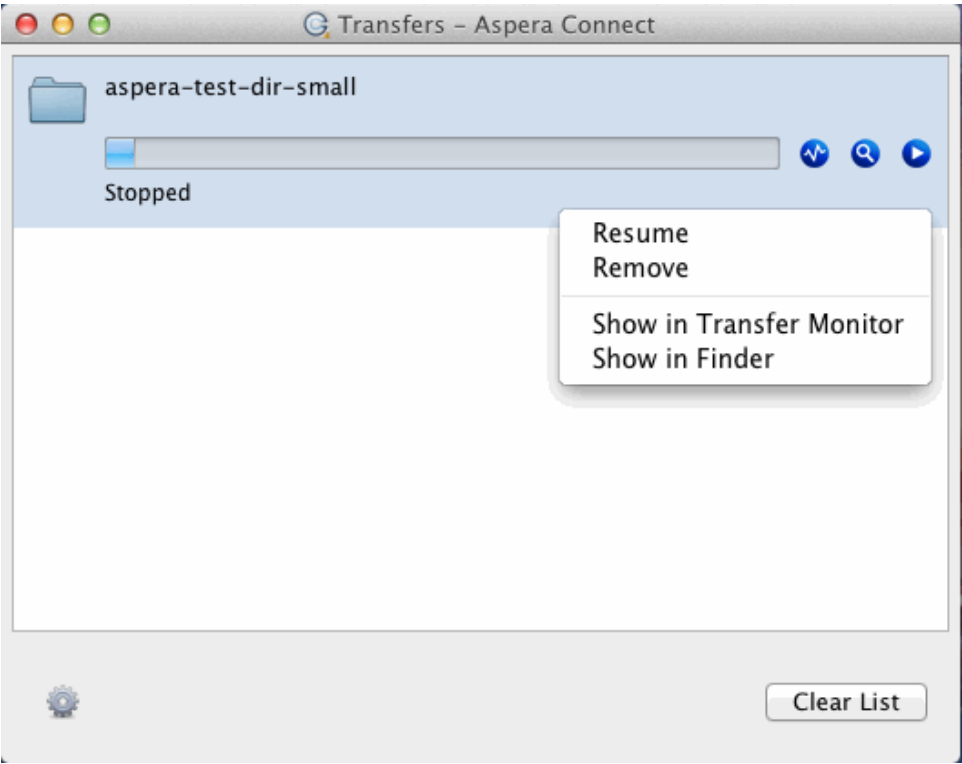 Transfers – Aspera Connect
aspera-test-dir-small
Stopped
Resume
Remove
Show in Transfer Monitor
Show in Finder
Clear List